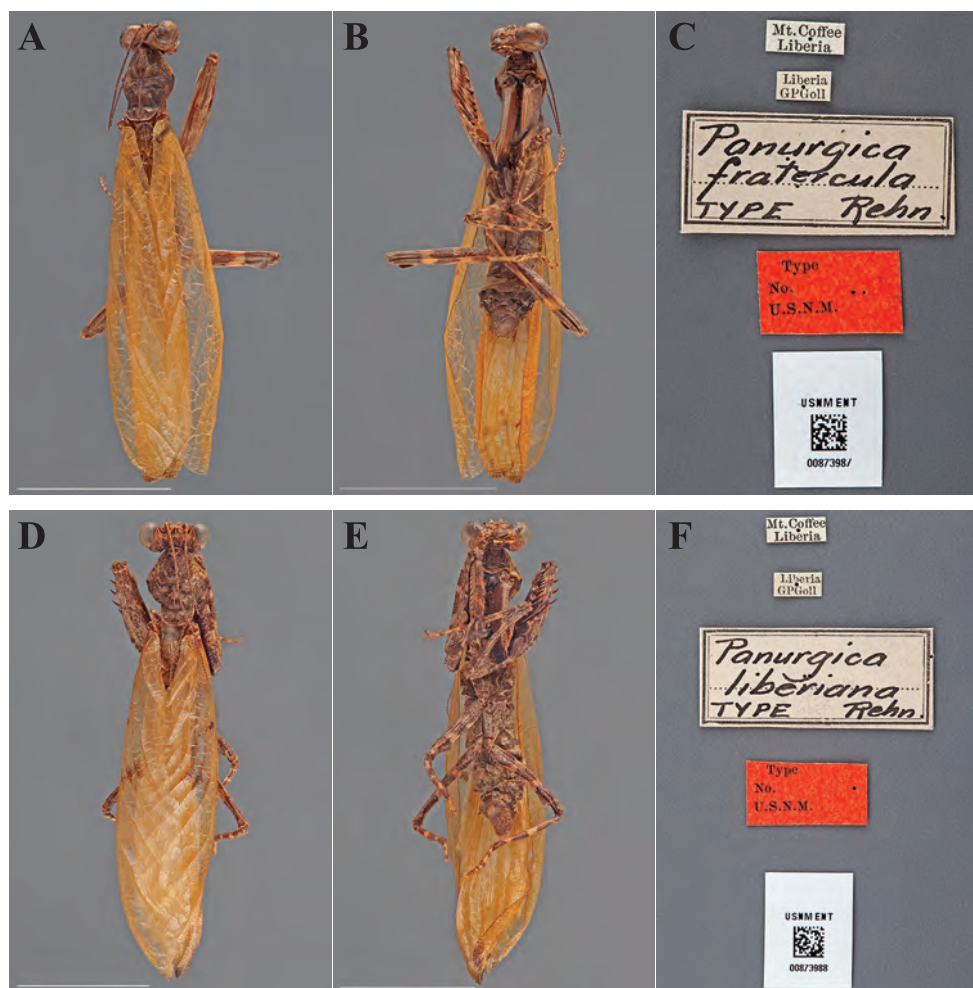 A
B
C
Mt. Coffee
Liberia
Liberia
GPGoll
Panurgica
fratercula
TYPE Rehn.
Type
No.
U.S.N.M.
USNMENT
0087398/
D
E
F
Mt. Coffee
Liberia
Liberia
GPGoll
Panurgica
liberiana
TYPE Rehn.
Type
No.
U.S.N.M.
USNMENT
00873988